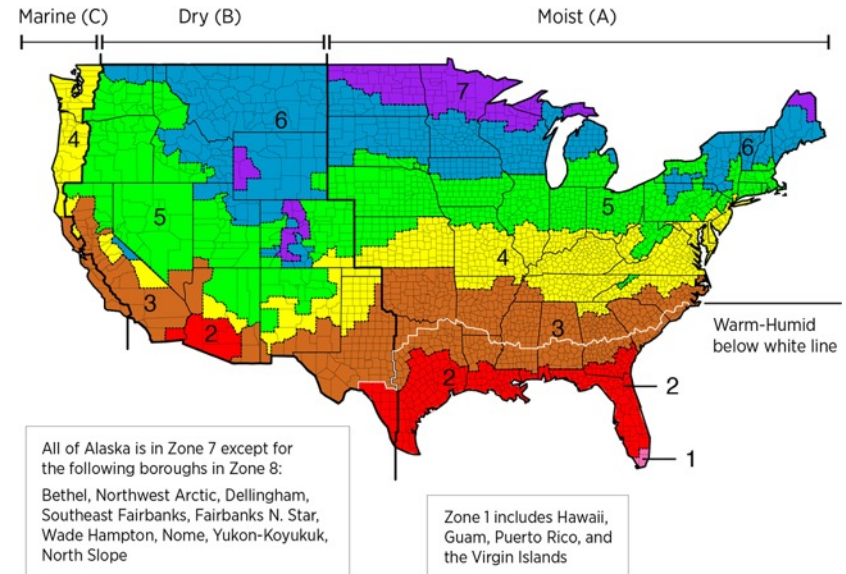 Marine (C)
Dry (B)
Moist (A)
7
6
4
6
5
5
4
3
3
2
Warm-Humid
below white line
2
2
1
All of Alaska is in Zone 7 except for
the following boroughs in Zone 8:
Bethel, Northwest Arctic, Dellingham,
Southeast Fairbanks, Fairbanks N. Star,
Wade Hampton, Nome, Yukon-Koyukuk,
North Slope
Zone 1 includes Hawaii,
Guam, Puerto Rico, and
the Virgin Islands